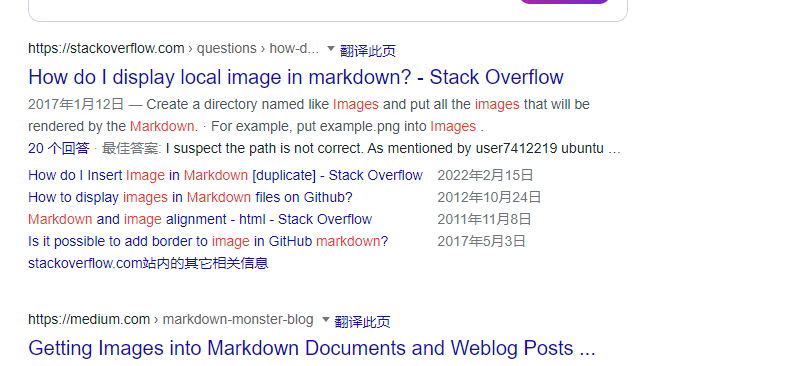 https://stackoverflow.com › questions › how-d... 翻译此页
How do I display local image in markdown? - Stack Overflow
2017年1月12日 — Create a directory named like Images and put all the images that will be
rendered by the Markdown. · For example, put example.png into Images .
20 个回答 · 最佳答案: I suspect the path is not correct. As mentioned by user7412219 ubuntu ...
How do I Insert Image in Markdown [duplicate] - Stack Overflow 2022年2月15日
How to display images in Markdown files on Github? 2012年10月24日
Markdown and image alignment - html - Stack Overflow 2011年11月8日
Is it possible to add border to image in GitHub markdown? 2017年5月3日
stackoverflow.com站内的其它相关信息
https://medium.com › markdown-monster-blog 翻译此页
Getting Images into Markdown Documents and Weblog Posts ...